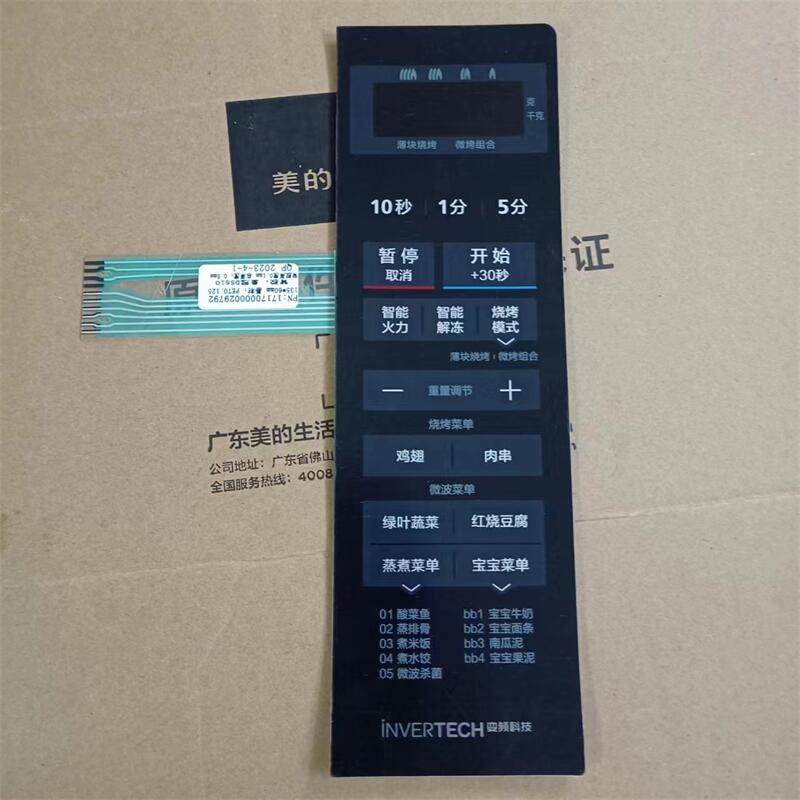 克
千克
薄块烧烤 微烤组合
10秒 1分 5分
暂停 开始
取消 +30秒
智能 智能 烧烤
火力 解冻 模式
薄块烧烤 微烤组合
— 重量调节 +
烧烤菜单
鸡翅 肉串
微波菜单
绿叶蔬菜 红烧豆腐
蒸煮菜单 宝宝菜单
01 酸菜鱼 bb1 宝宝牛奶
02 蒸排骨 bb2 宝宝面条
03 煮米饭 bb3 南瓜泥
04 煮水饺 bb4 宝宝果泥
05 微波杀菌
iNVERTECH 变频科技
美的
证
PN:17170000029792
135*60mm 基材: PET0.125
QP 2023-4-1
广东美的生活
公司地址：广东省佛山
全国服务热线：4008